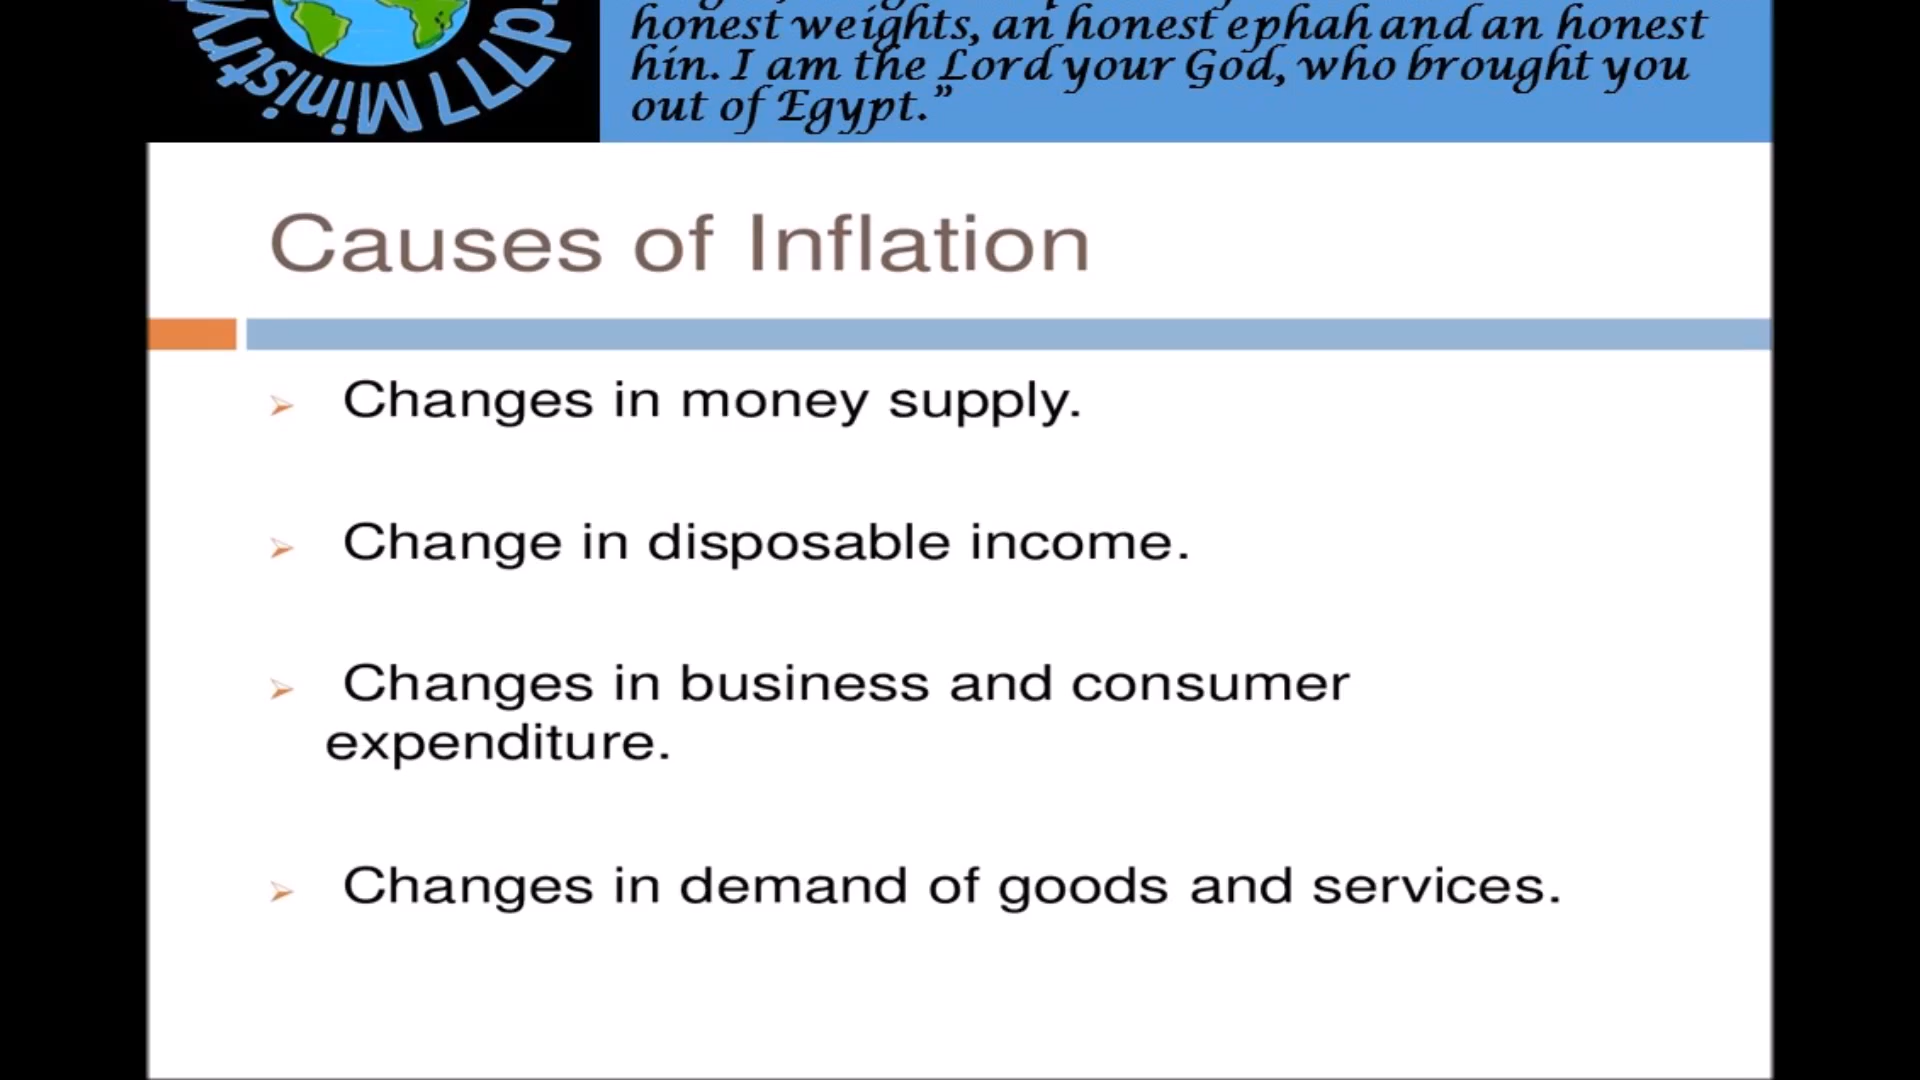 honest weights, an honest ephah and an honest
hin. I am the Lord your God, who brought you
out of Egypt.”
Ministry
Causes of Inflation
➢ Changes in money supply.
➢ Change in disposable income.
➢ Changes in business and consumer
expenditure.
➢ Changes in demand of goods and services.